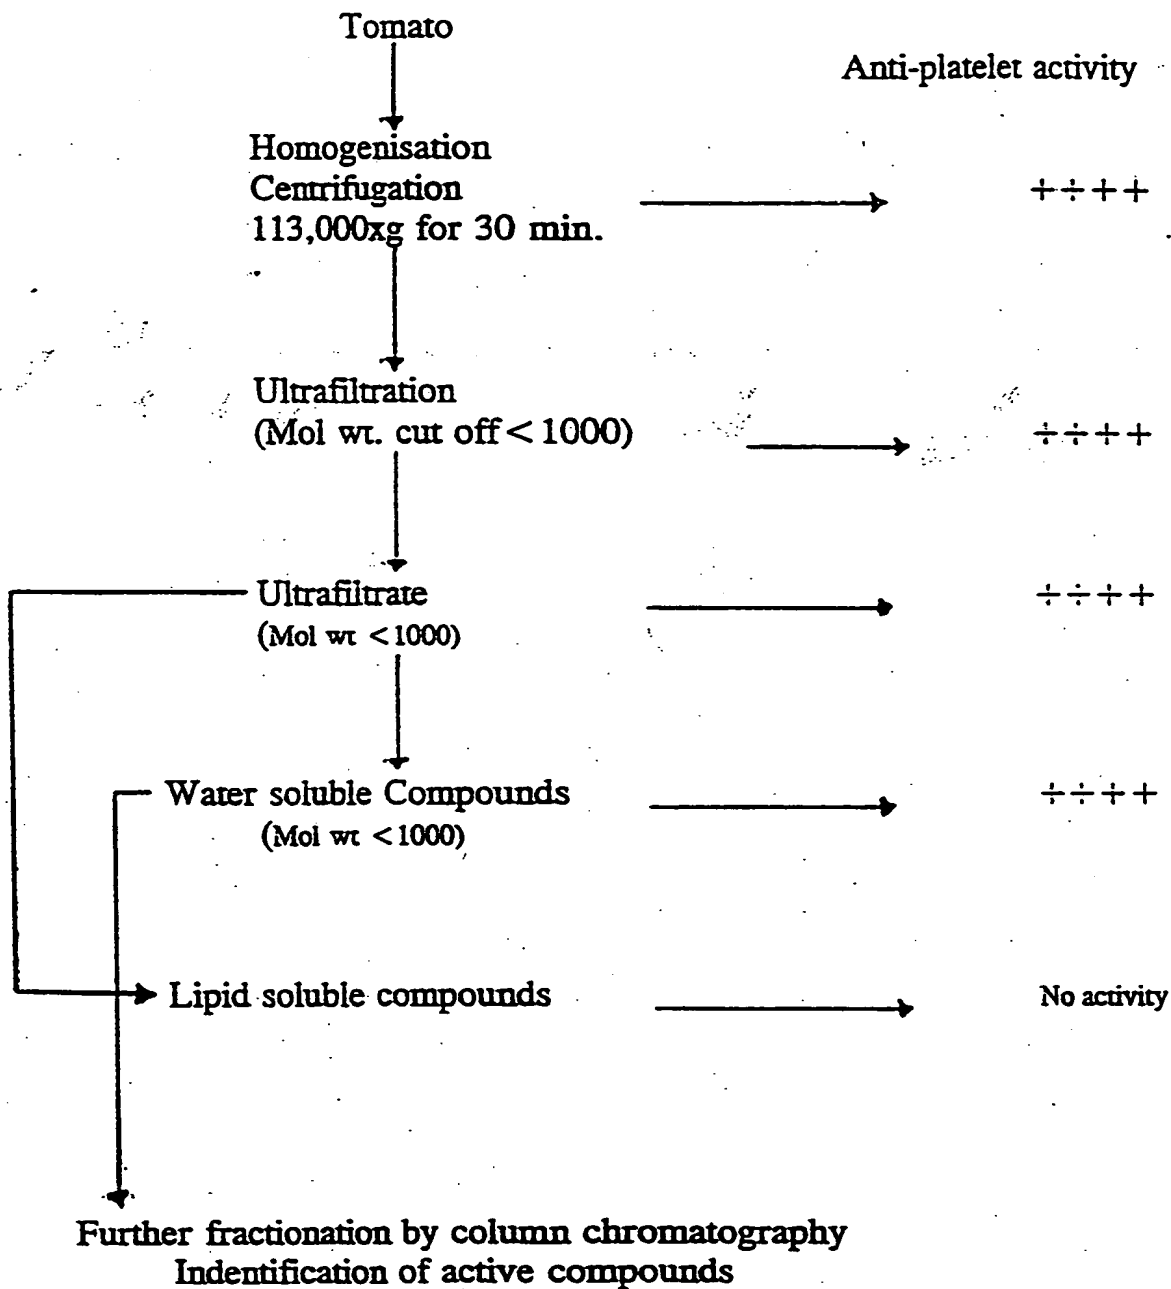 Tomato
Anti-platelet activity
Homogenisation
Centrifugation
113,000xg for 30 min.
++++
Ultrafiltration
(Mol wt. cut off < 1000)
++++
Ultrafiltrate
(Mol wt < 1000)
++++
Water soluble Compounds
(Mol wt < 1000)
++++
Lipid soluble compounds
No activity
Further fractionation by column chromatography
Indentification of active compounds